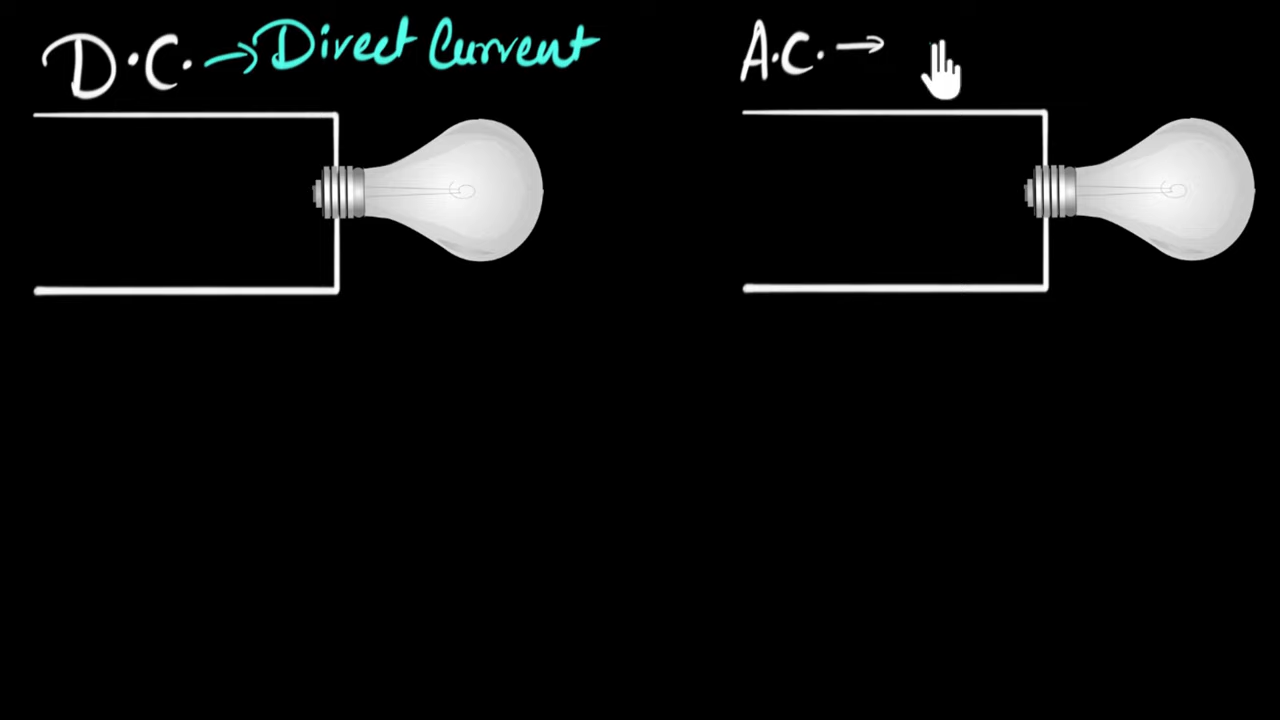 D.C. → Direct Current
A.C. →